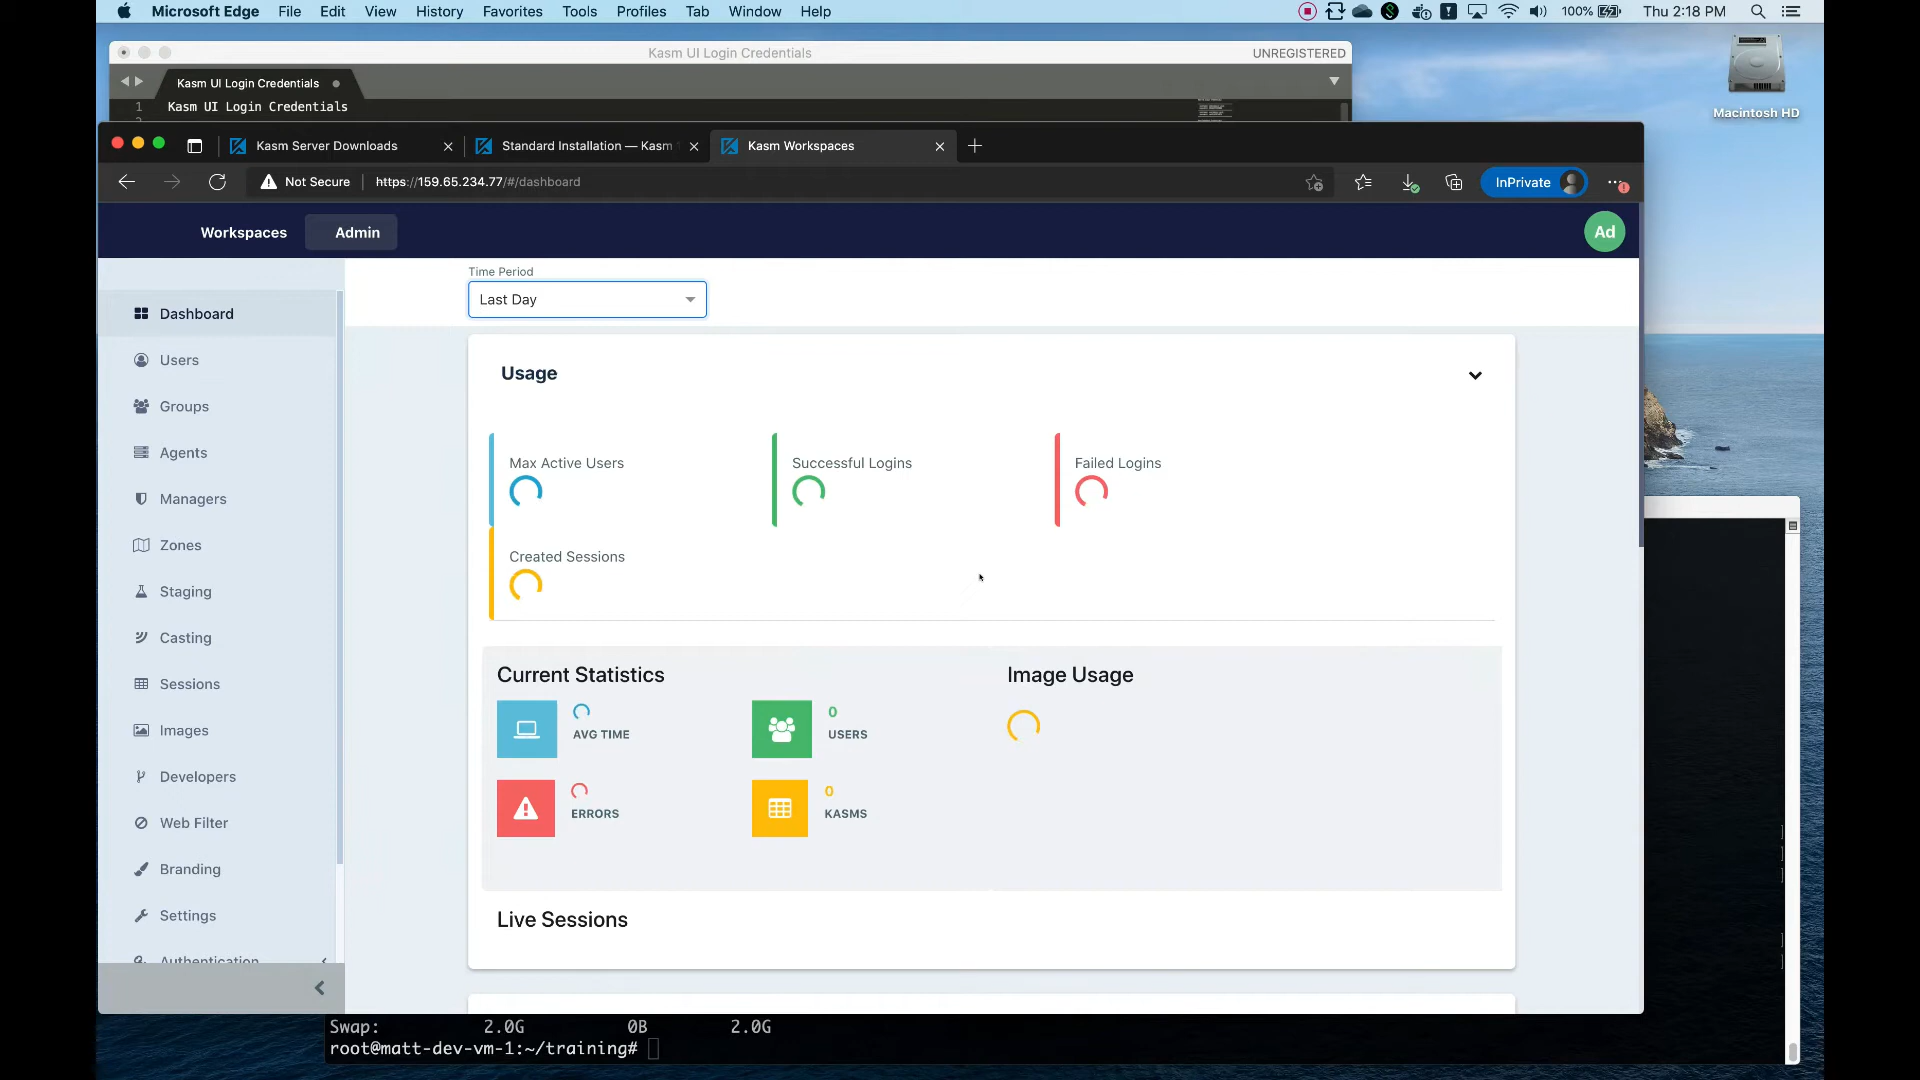 Microsoft Edge File Edit View History Favorites Tools Profiles Tab Window Help 100% Thu 2:18 PM
Kasm UI Login Credentials UNREGISTERED
Kasm UI Login Credentials
1 Kasm UI Login Credentials
Macintosh HD
Kasm Server Downloads Standard Installation — Kasm Kasm Workspaces
Not Secure https://159.65.234.77/#/dashboard InPrivate
Workspaces Admin Ad
Time Period
Last Day
Dashboard
Users
Groups
Agents
Managers
Zones
Staging
Casting
Sessions
Images
Developers
Web Filter
Branding
Settings
Authentication
Usage
Max Active Users Successful Logins Failed Logins
Created Sessions
Current Statistics Image Usage
AVG TIME
0
USERS
ERRORS
0
KASMS
Live Sessions
Swap: 2.0G 0B 2.0G
root@matt-dev-vm-1:~/training#